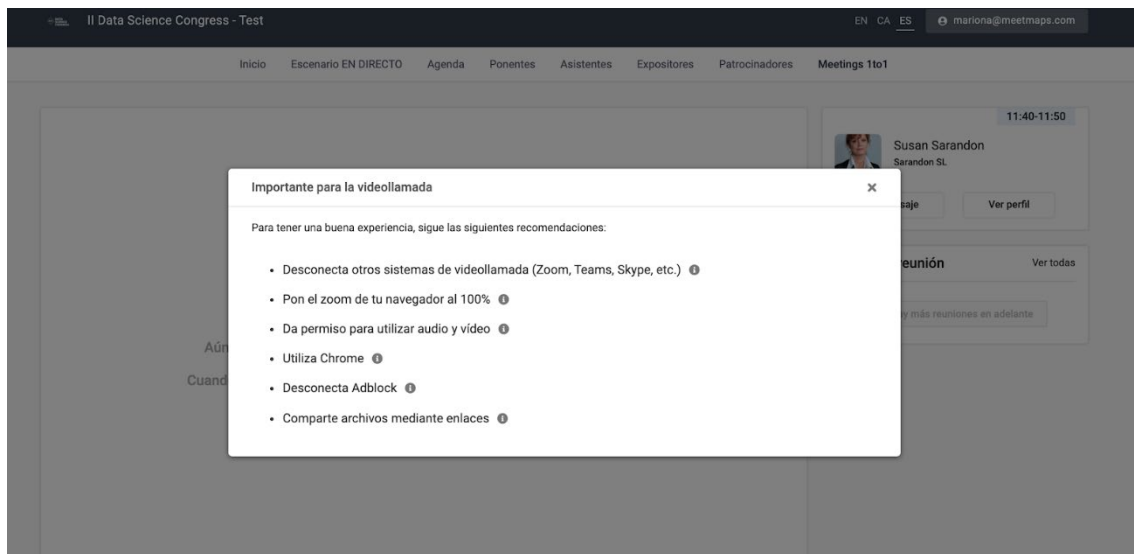 II Data Science Congress - Test
EN CA ES mariona@meetmaps.com
Inicio Escenario EN DIRECTO Agenda Ponentes Asistentes Expositores Patrocinadores Meetings 1to1
11:40-11:50
Susan Sarandon
Sarandon SL
saje Ver perfil
eunión Ver todas
y más reuniones en adelante
Importante para la videollamada
Para tener una buena experiencia, sigue las siguientes recomendaciones:
• Desconecta otros sistemas de videollamada (Zoom, Teams, Skype, etc.)
• Pon el zoom de tu navegador al 100%
• Da permiso para utilizar audio y vídeo
• Utiliza Chrome
• Desconecta Adblock
• Comparte archivos mediante enlaces
Aún
Cuand